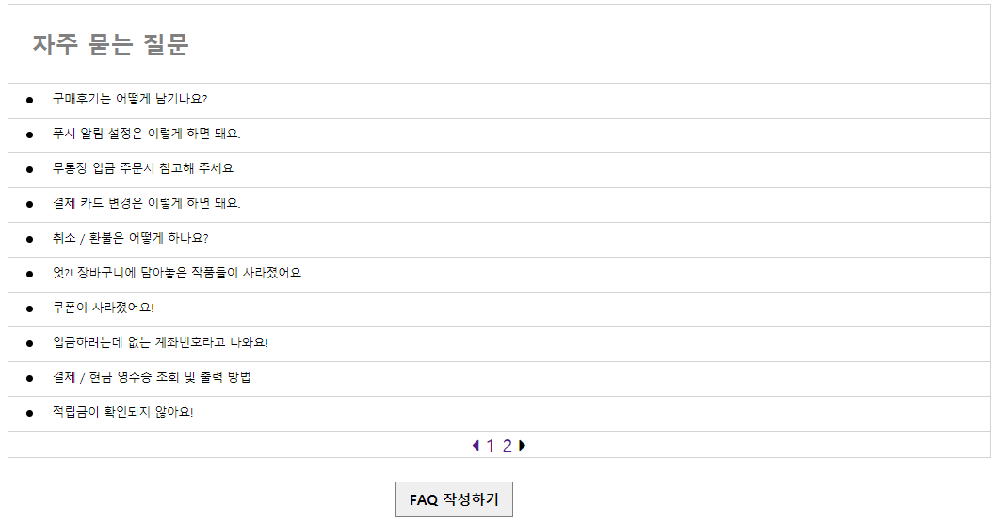 자주 묻는 질문
구매후기는 어떻게 남기나요?
푸시 알림 설정은 이렇게 하면 돼요.
무통장 입금 주문시 참고해 주세요
결제 카드 변경은 이렇게 하면 돼요.
취소 / 환불은 어떻게 하나요?
엇?! 장바구니에 담아놓은 작품들이 사라졌어요.
쿠폰이 사라졌어요!
입금하려는데 없는 계좌번호라고 나와요!
결제 / 현금 영수증 조회 및 출력 방법
적립금이 확인되지 않아요!
1 2
FAQ 작성하기